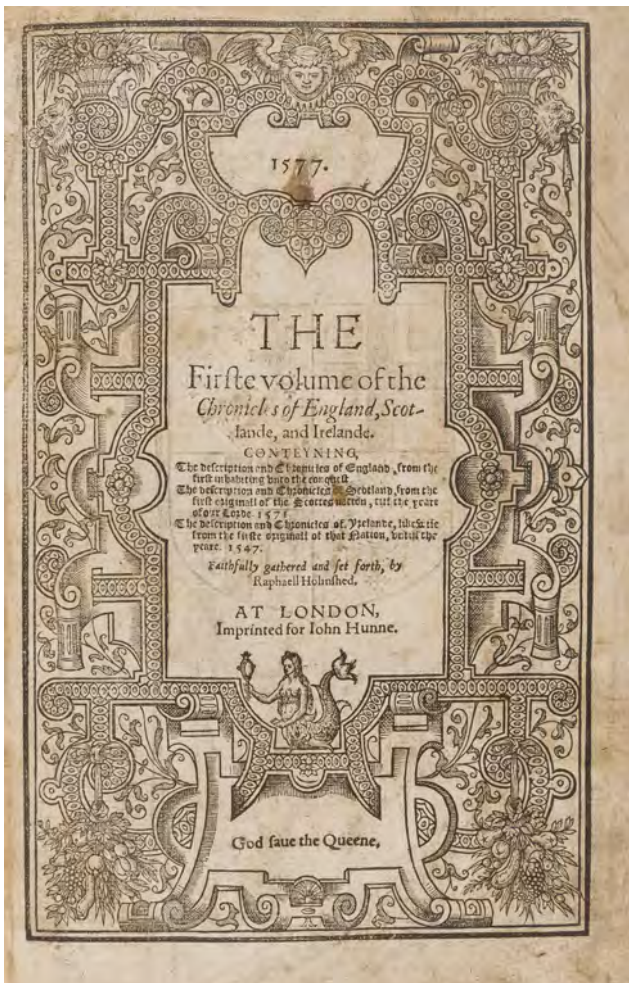 1577.
THE
Firste volume of the
Chronicles of England, Scot-
lande, and Irelande.
CONTEYNING,
The description and Chronicles of England, from the
first inhabiting vnto the conquest
The description and Chronicles of Scotland, from the
first originall of the Scottes nation, till the yeare
of our Lorde. 1571.
The description and Chronicles of Yrelande, likewise
from the firste originall of that Nation, vntill the
yeare. 1547.
Faithfully gathered and set forth, by
Raphaell Holinshed.
AT LONDON,
Imprinted for Iohn Hunne.
God saue the Queene,